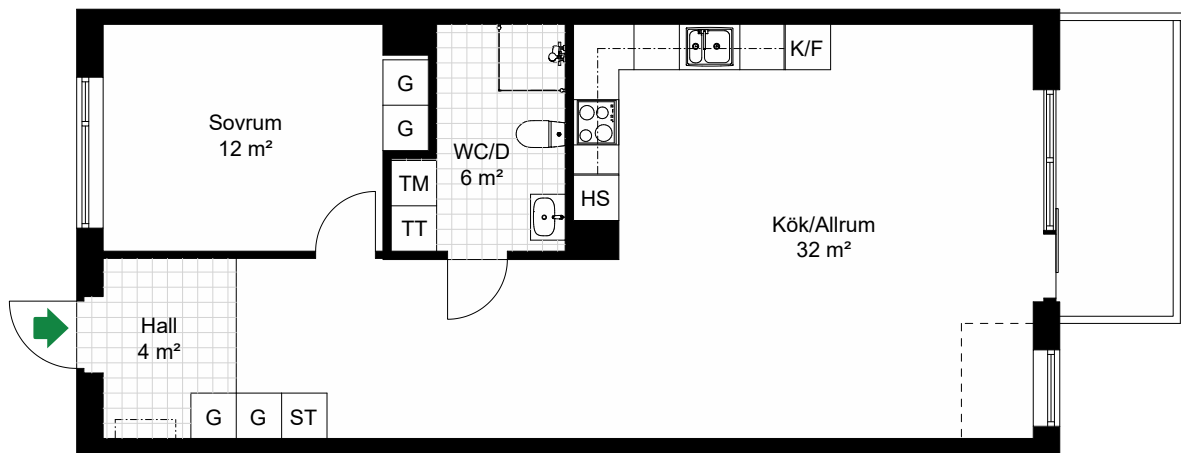 Sovrum
12 m²
G
G
TM
TT
WC/D
6 m²
K/F
HS
Kök/Allrum
32 m²
Hall
4 m²
G
G
ST